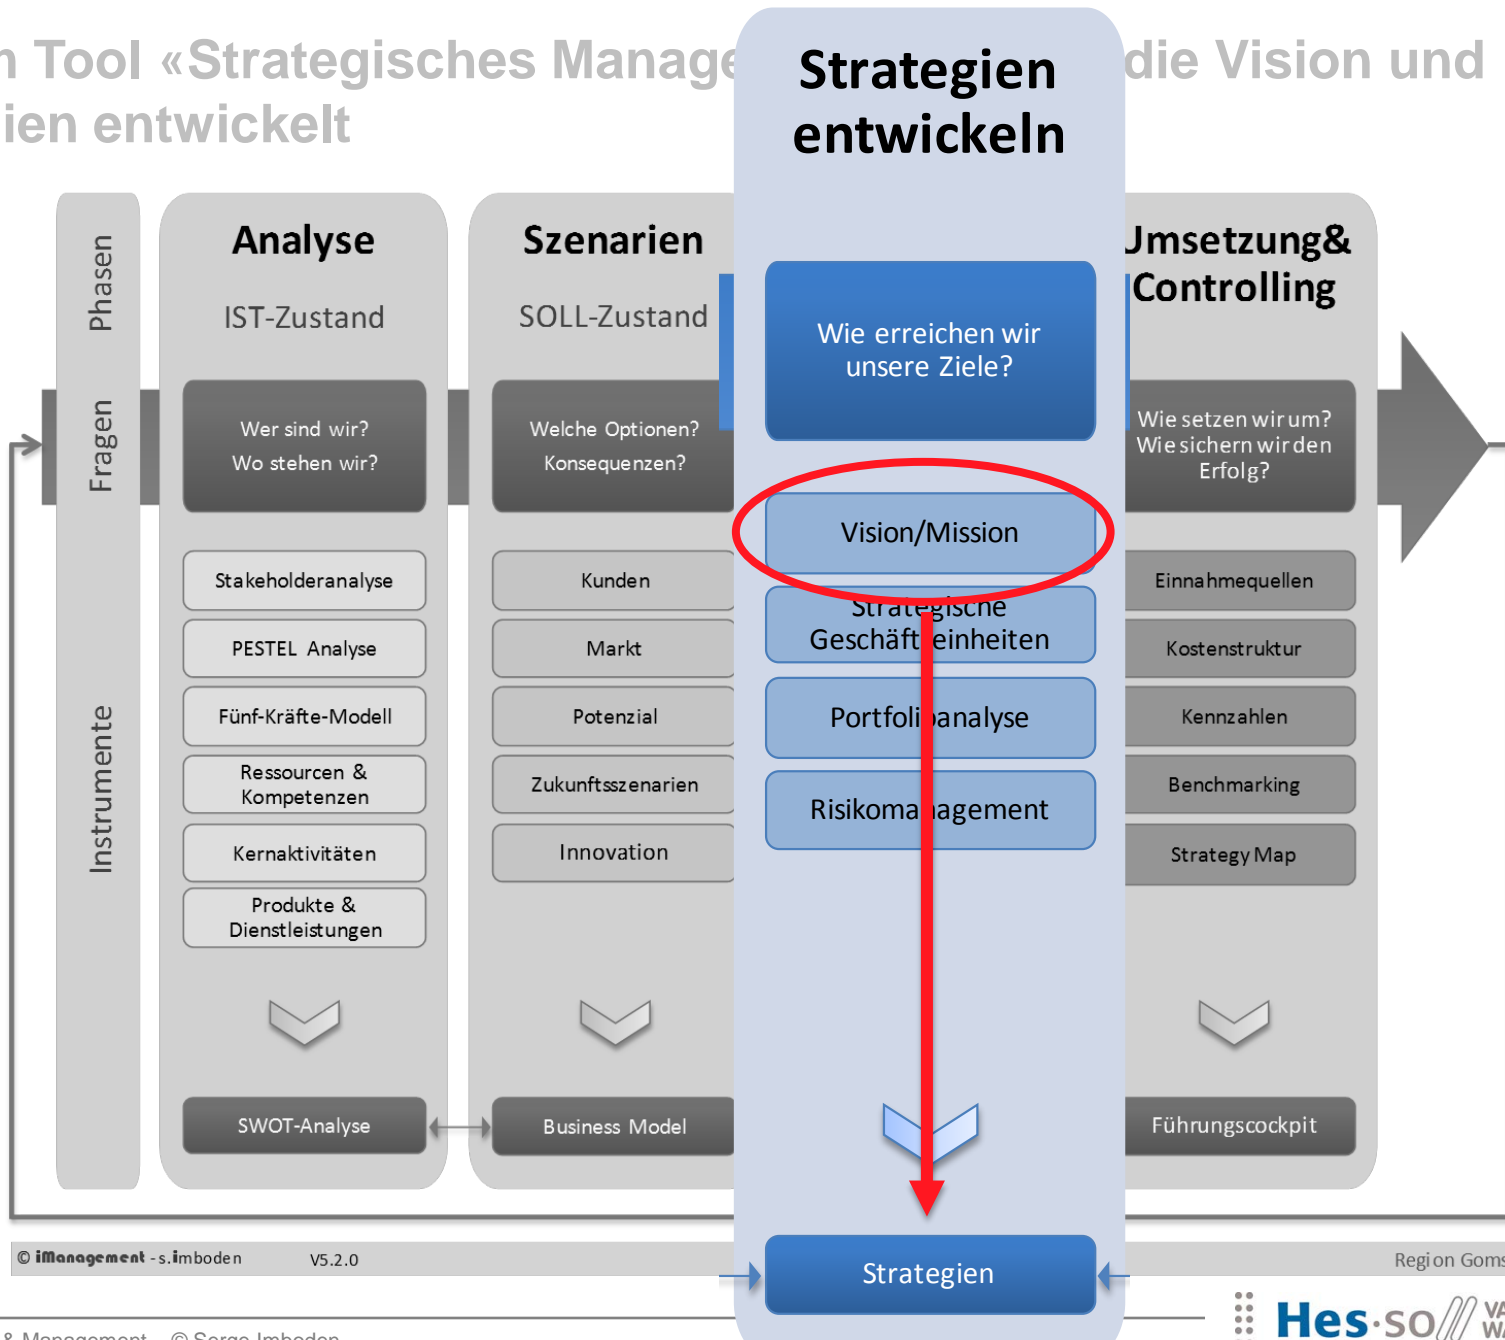 Tool «Strategisches die Vision und
entwickelt
Strategien
entwickeln
Phasen
Analyse
IST-Zustand
Szenarien
SOLL-Zustand
Umsetzung&
Controlling
Fragen
Wer sind wir?
Wo stehen wir?
Welche Optionen?
Konsequenzen?
Wie erreichen wir
unsere Ziele?
Wie setzen wir um?
Wie sichern wir den
Erfolg?
Instrumente
Stakeholderanalyse
PESTEL Analyse
Fünf-Kräfte-Modell
Ressourcen &
Kompetenzen
Kernaktivitäten
Produkte &
Dienstleistungen
SWOT-Analyse
Kunden
Markt
Potenzial
Zukunftsszenarien
Innovation
Business Model
Vision/Mission
Strategische
Geschäftseinheiten
Portfolioanalyse
Risikomanagement
Strategien
Einnahmequellen
Kostenstruktur
Kennzahlen
Benchmarking
Strategy Map
Führungscockpit
© iManagement - s.imboden V5.2.0
Region Goms
& Management © Serge Imboden
Hes·so